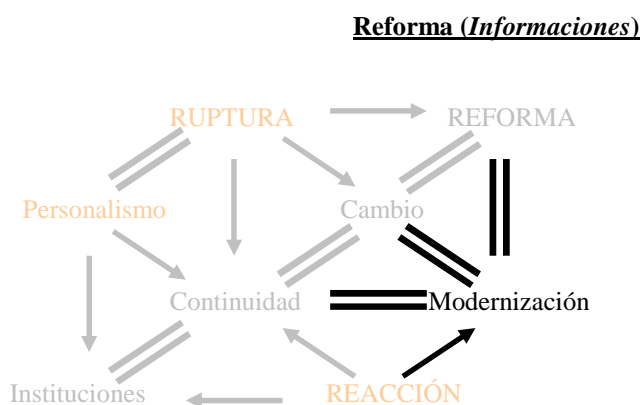 Reforma (Informaciones)
RUPTURA REFORMA
Personalismo Cambio
Continuidad Modernización
Instituciones REACCIÓN